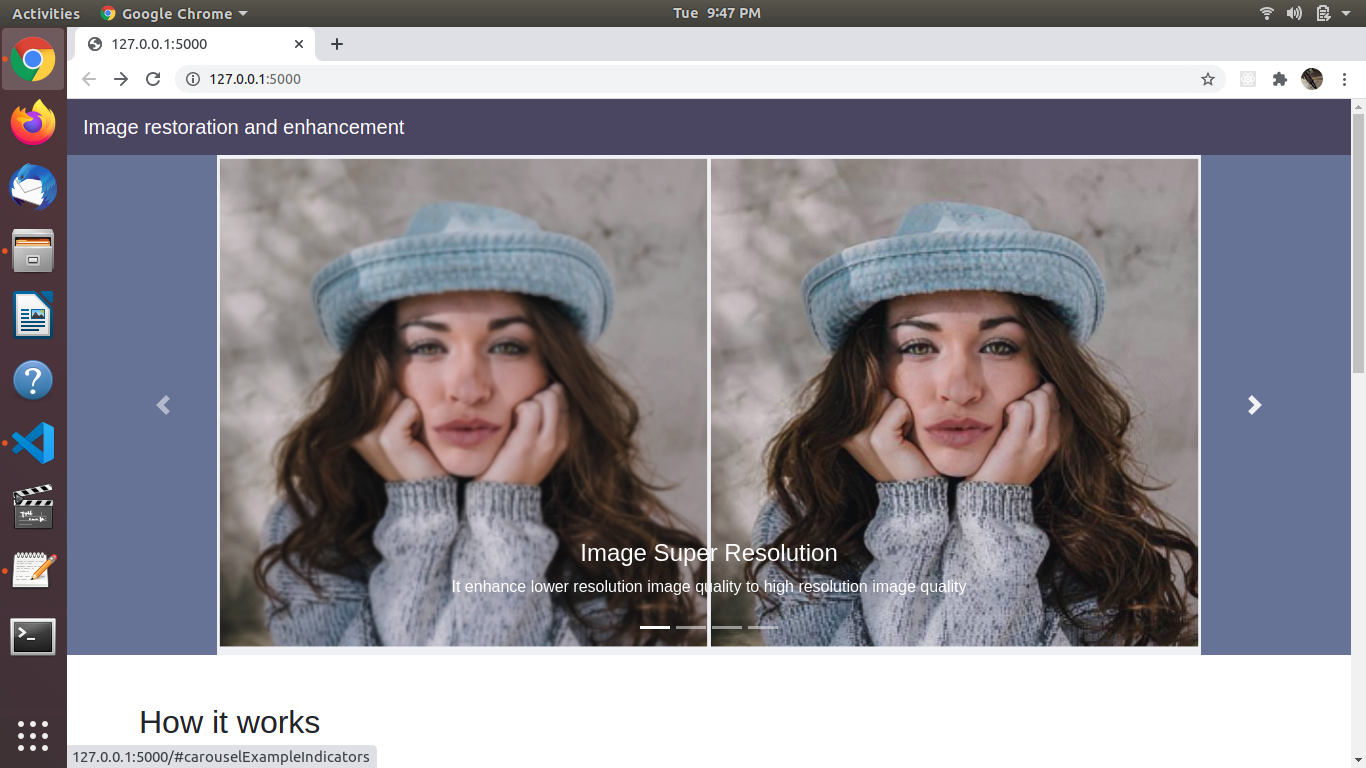 Activities Google Chrome Tue 9:47 PM
127.0.0.1:5000
127.0.0.1:5000
Image restoration and enhancement
Image Super Resolution
It enhance lower resolution image quality to high resolution image quality
How it works
127.0.0.1:5000/#carouselExampleIndicators